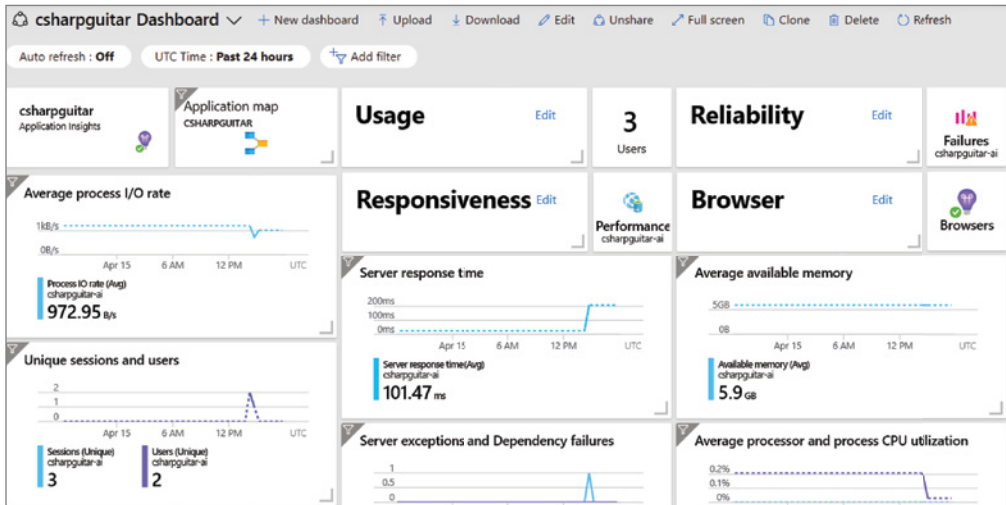 csharpguitar Dashboard
+ New dashboard
Upload
Download
Edit
Unshare
Full screen
Clone
Delete
Refresh
Auto refresh : Off
UTC Time : Past 24 hours
Add filter
csharpguitar
Application Insights
Application map
CSHARPGUITAR
Usage
Edit
3
Users
Reliability
Edit
Failures
csharpguitar-ai
Responsiveness
Edit
Performance
csharpguitar-ai
Browser
Edit
Browsers
Average process I/O rate
1kB/s
0B/s
Apr 15
6 AM
12 PM
UTC
Process IO rate (Avg)
csharpguitar-ai
972.95 B/s
Server response time
200ms
100ms
0ms
Apr 15
6 AM
12 PM
UTC
Server response time(Avg)
csharpguitar-ai
101.47 ms
Average available memory
5GB
0B
Apr 15
6 AM
12 PM
UTC
Available memory (Avg)
csharpguitar-ai
5.9 GB
Unique sessions and users
2
1
0
Apr 15
6 AM
12 PM
UTC
Sessions (Unique)
csharpguitar-ai
3
Users (Unique)
csharpguitar-ai
2
Server exceptions and Dependency failures
1
0.5
0
Average processor and process CPU utilization
0.2%
0.1%
0%